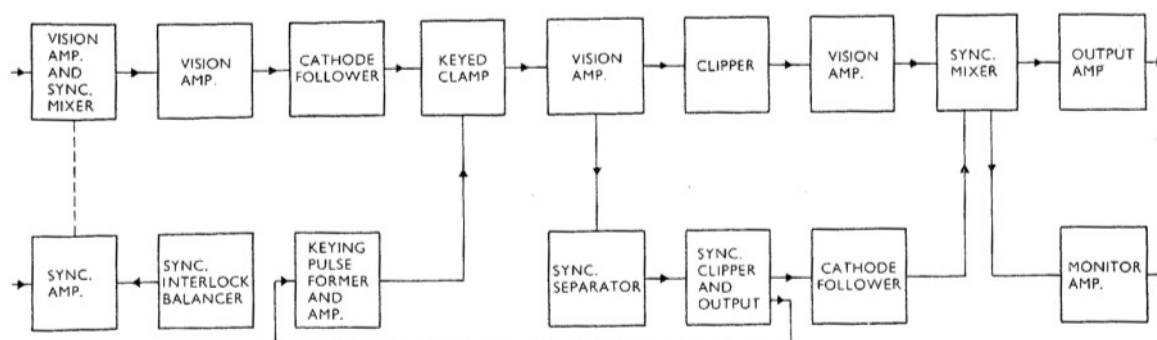 VISION
AMP.
AND
SYNC.
MIXER
VISION
AMP.
CATHODE
FOLLOWER
KEYED
CLAMP
VISION
AMP.
CLIPPER
VISION
AMP.
SYNC.
MIXER
OUTPUT
AMP
SYNC.
AMP.
SYNC.
INTERLOCK
BALANCER
KEYING
PULSE
FORMER
AND
AMP.
SYNC.
SEPARATOR
SYNC.
CLIPPER
AND
OUTPUT
CATHODE
FOLLOWER
MONITOR
AMP.